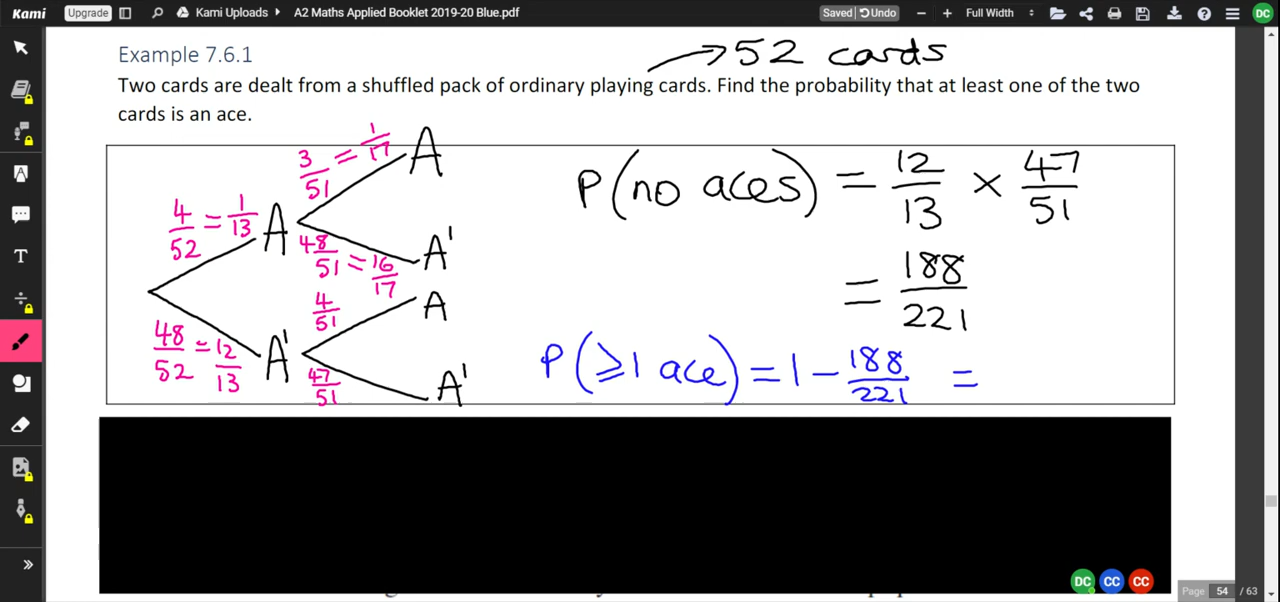 Kami Upgrade Kami Uploads A2 Maths Applied Booklet 2019-20 Blue.pdf Saved Undo Full Width DC
Example 7.6.1
→ 52 cards
Two cards are dealt from a shuffled pack of ordinary playing cards. Find the probability that at least one of the two
cards is an ace.
4/52 = 1/13 A
3/51 = 1/17 A
48/51 = 16/17 A'
48/52 = 12/13 A'
4/51 A
47/51 A'
P(no aces) = 12/13 × 47/51
= 188/221
P(⩾1 ace) = 1 − 188/221 =
DC CC CC
Page 54 / 63